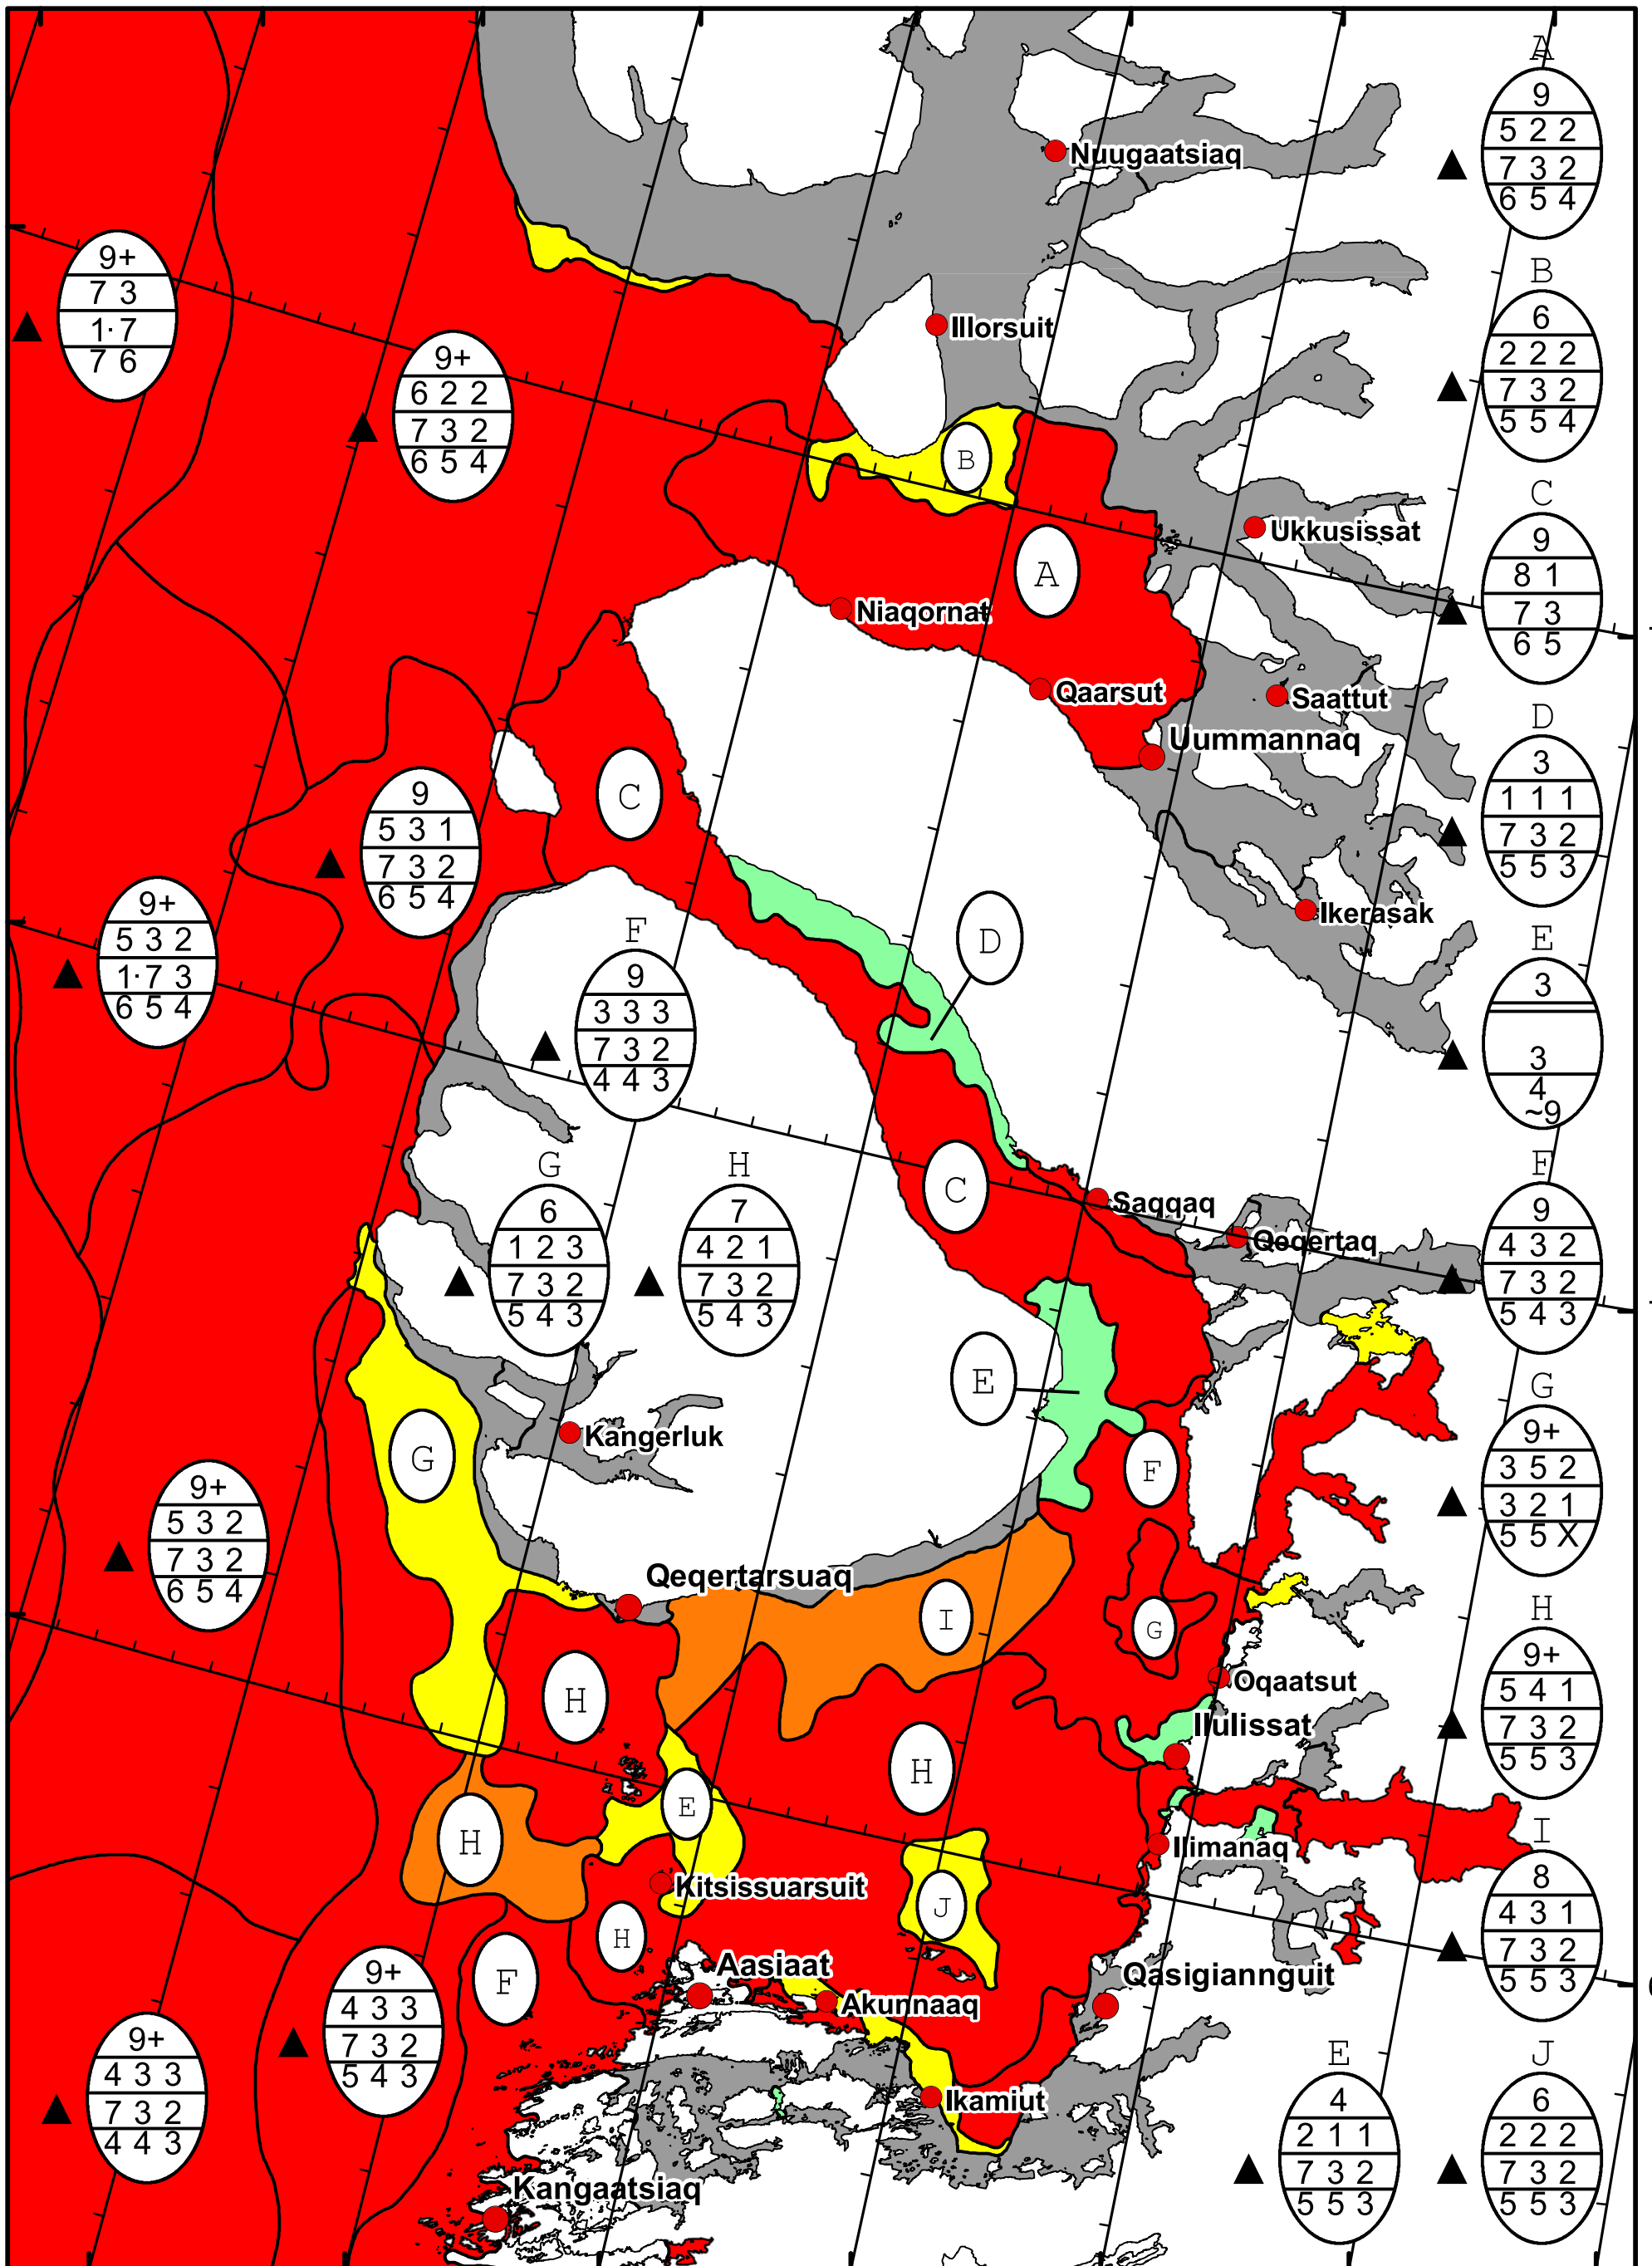 A
9
5 2 2
7 3 2
6 5 4
Nuugaatsiaq
9+
7 3
1· 7
7 6
B
6
2 2 2
7 3 2
5 5 4
Illorsuit
9+
6 2 2
7 3 2
6 5 4
B
C
9
8 1
7 3
6 5
Ukkusissat
A
Niaqornat
Qaarsut
Saattut
Uummannaq
D
3
1 1 1
7 3 2
5 5 3
C
9
5 3 1
7 3 2
6 5 4
Ikerasak
9+
5 3 2
1· 7 3
6 5 4
F
9
3 3 3
7 3 2
4 4 3
D
E
3
3
4
~9
C
Saqqaq
Qeqertaq
F
9
4 3 2
7 3 2
5 4 3
G
6
1 2 3
7 3 2
5 4 3
H
7
4 2 1
7 3 2
5 4 3
E
G
9+
3 5 2
3 2 1
5 5 X
Kangerluk
G
F
9+
5 3 2
7 3 2
6 5 4
Qeqertarsuaq
I
G
H
9+
5 4 1
7 3 2
5 5 3
H
Oqaatsut
Ilulissat
H
E
H
Ilimanaq
I
8
4 3 1
7 3 2
5 5 3
Kitsissuarsuit
J
H
F
Aasiaat
Akunnaaq
Qasigiannguit
9+
4 3 3
7 3 2
5 4 3
9+
4 3 3
7 3 2
4 4 3
Ikamiut
E
4
2 1 1
7 3 2
5 5 3
J
6
2 2 2
7 3 2
5 5 3
Kangaatsiaq